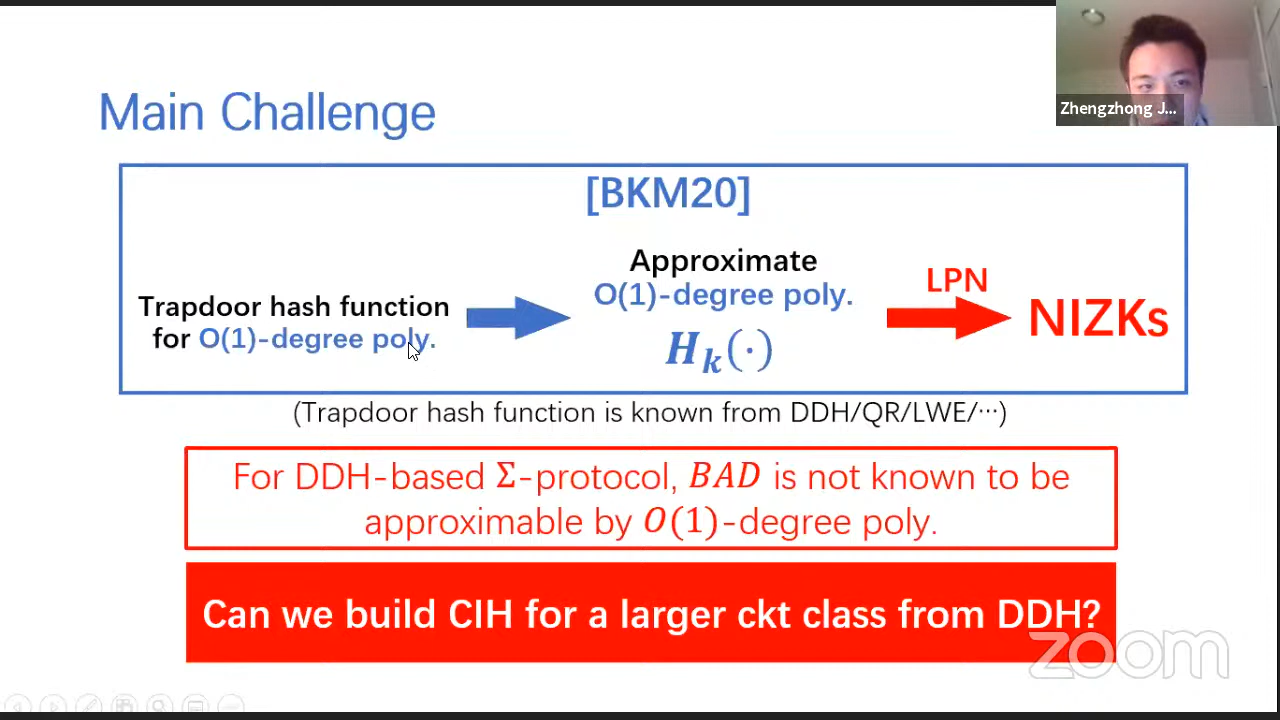 Zhengzhong J...
Main Challenge
[BKM20]
Approximate
O(1)-degree poly.
LPN
Trapdoor hash function
for O(1)-degree poly.
H_k(·)
NIZKs
(Trapdoor hash function is known from DDH/QR/LWE/⋯)
For DDH-based Σ-protocol, BAD is not known to be
approximable by O(1)-degree poly.
Can we build CIH for a larger ckt class from DDH?
zoom